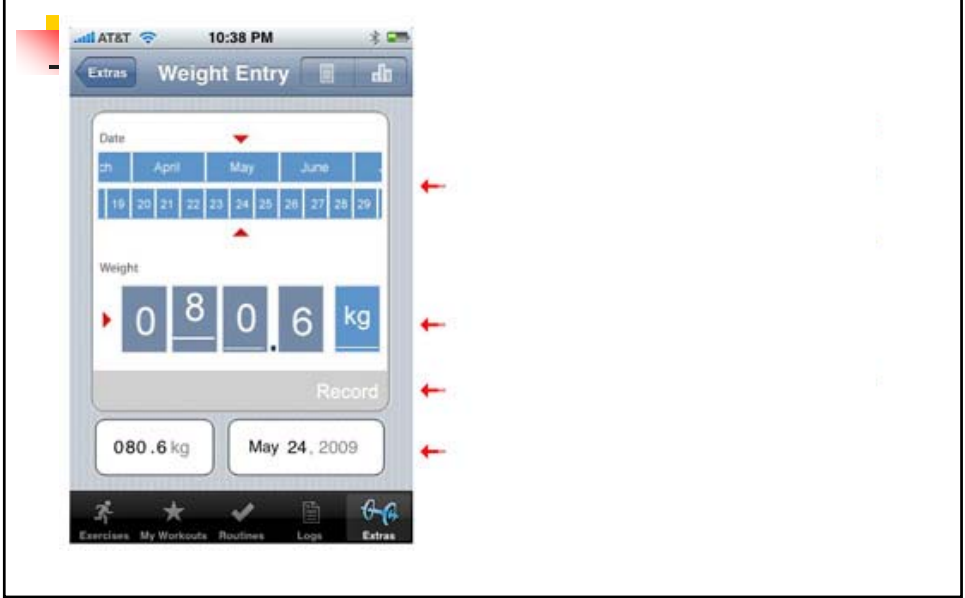 AT&T 10:38 PM
Extras Weight Entry
Date
ch April May June
19 20 21 22 23 24 25 26 27 28 29
Weight
0 8 0 . 6 kg
Record
080.6 kg May 24, 2009
Exercises My Workouts Routines Logs Extras